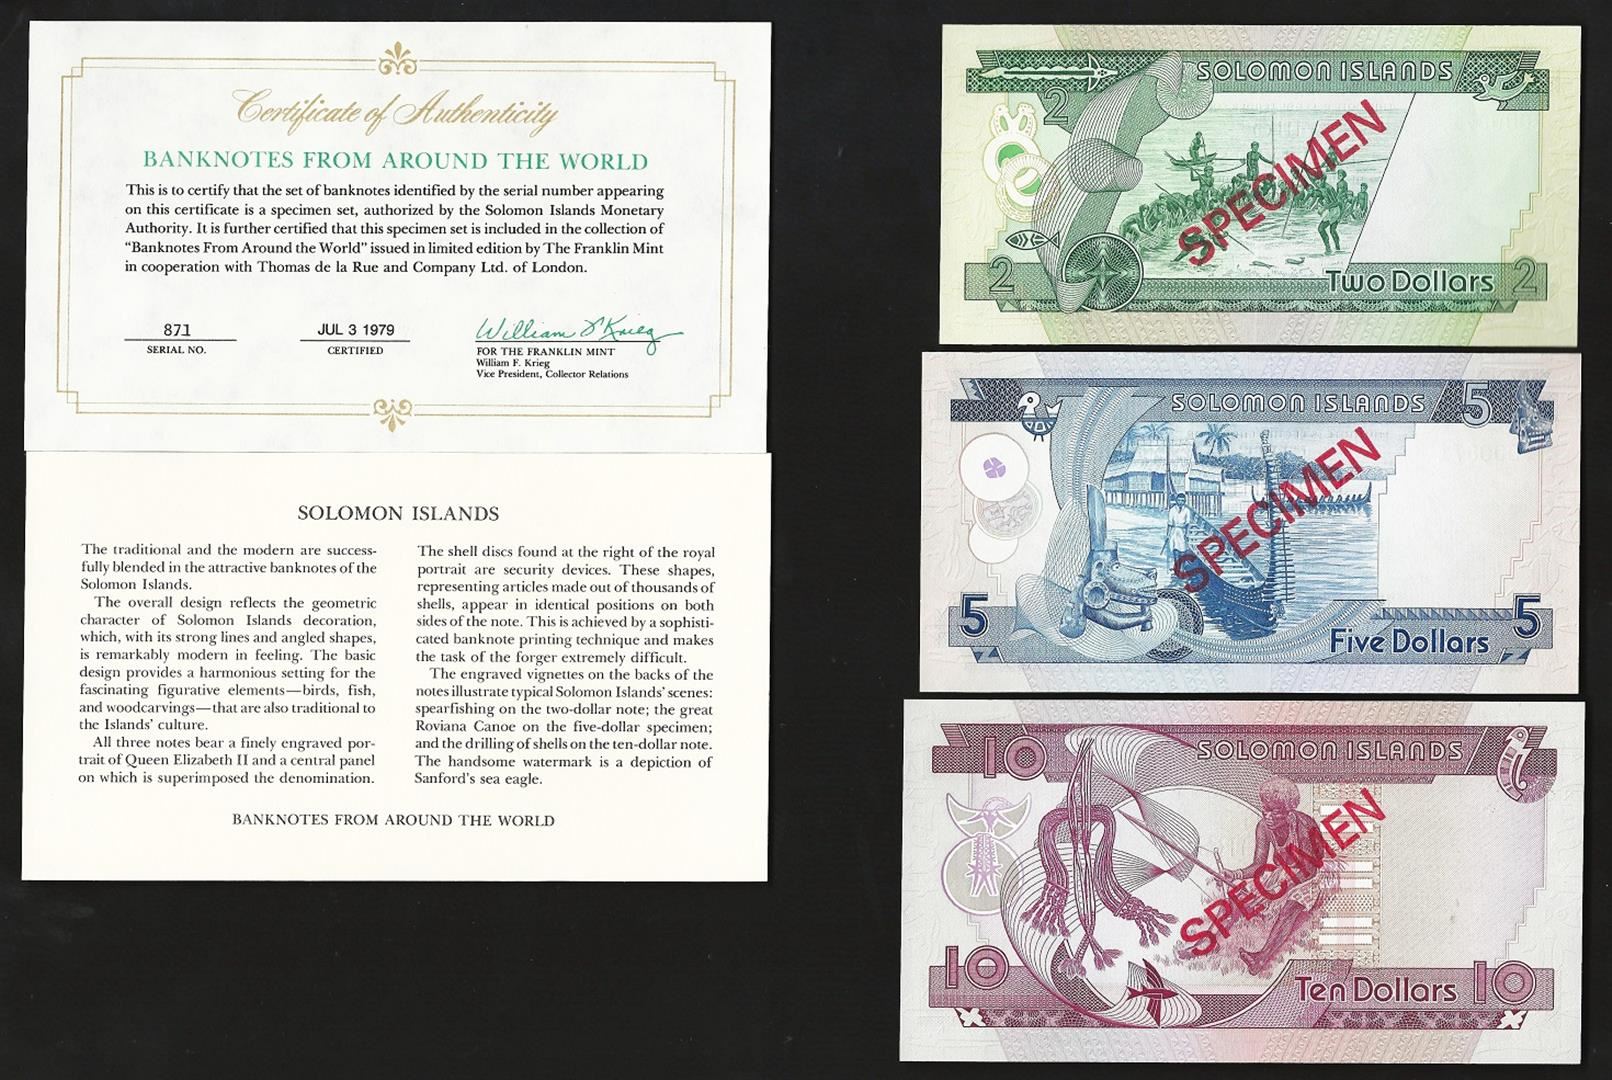 Certificate of Authenticity
BANKNOTES FROM AROUND THE WORLD
This is to certify that the set of banknotes identified by the serial number appearing
on this certificate is a specimen set, authorized by the Solomon Islands Monetary
Authority. It is further certified that this specimen set is included in the collection of
"Banknotes From Around the World" issued in limited edition by The Franklin Mint
in cooperation with Thomas de la Rue and Company Ltd. of London.
871
SERIAL NO.
JUL 3 1979
CERTIFIED
William F. Krieg
FOR THE FRANKLIN MINT
William F. Krieg
Vice President, Collector Relations
SOLOMON ISLANDS
The traditional and the modern are success-
fully blended in the attractive banknotes of the
Solomon Islands.
The overall design reflects the geometric
character of Solomon Islands decoration,
which, with its strong lines and angled shapes,
is remarkably modern in feeling. The basic
design provides a harmonious setting for the
fascinating figurative elements—birds, fish,
and woodcarvings—that are also traditional to
the Islands' culture.
All three notes bear a finely engraved por-
trait of Queen Elizabeth II and a central panel
on which is superimposed the denomination.
The shell discs found at the right of the royal
portrait are security devices. These shapes,
representing articles made out of thousands of
shells, appear in identical positions on both
sides of the note. This is achieved by a sophisti-
cated banknote printing technique and makes
the task of the forger extremely difficult.
The engraved vignettes on the backs of the
notes illustrate typical Solomon Islands' scenes:
spearfishing on the two-dollar note; the great
Roviana Canoe on the five-dollar specimen;
and the drilling of shells on the ten-dollar note.
The handsome watermark is a depiction of
Sanford's sea eagle.
BANKNOTES FROM AROUND THE WORLD
SOLOMON ISLANDS
2
SPECIMEN
2
Two Dollars
2
SOLOMON ISLANDS
5
SPECIMEN
5
Five Dollars
5
10
SOLOMON ISLANDS
SPECIMEN
10
Ten Dollars
10